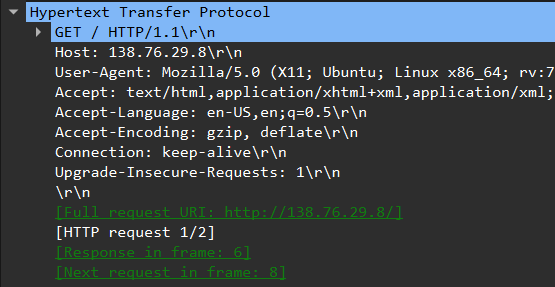 Hypertext Transfer Protocol
GET / HTTP/1.1\r\n
Host: 138.76.29.8\r\n
User-Agent: Mozilla/5.0 (X11; Ubuntu; Linux x86_64; rv:7
Accept: text/html,application/xhtml+xml,application/xml;
Accept-Language: en-US,en;q=0.5\r\n
Accept-Encoding: gzip, deflate\r\n
Connection: keep-alive\r\n
Upgrade-Insecure-Requests: 1\r\n
\r\n
[Full request URI: http://138.76.29.8/]
[HTTP request 1/2]
[Response in frame: 6]
[Next request in frame: 8]